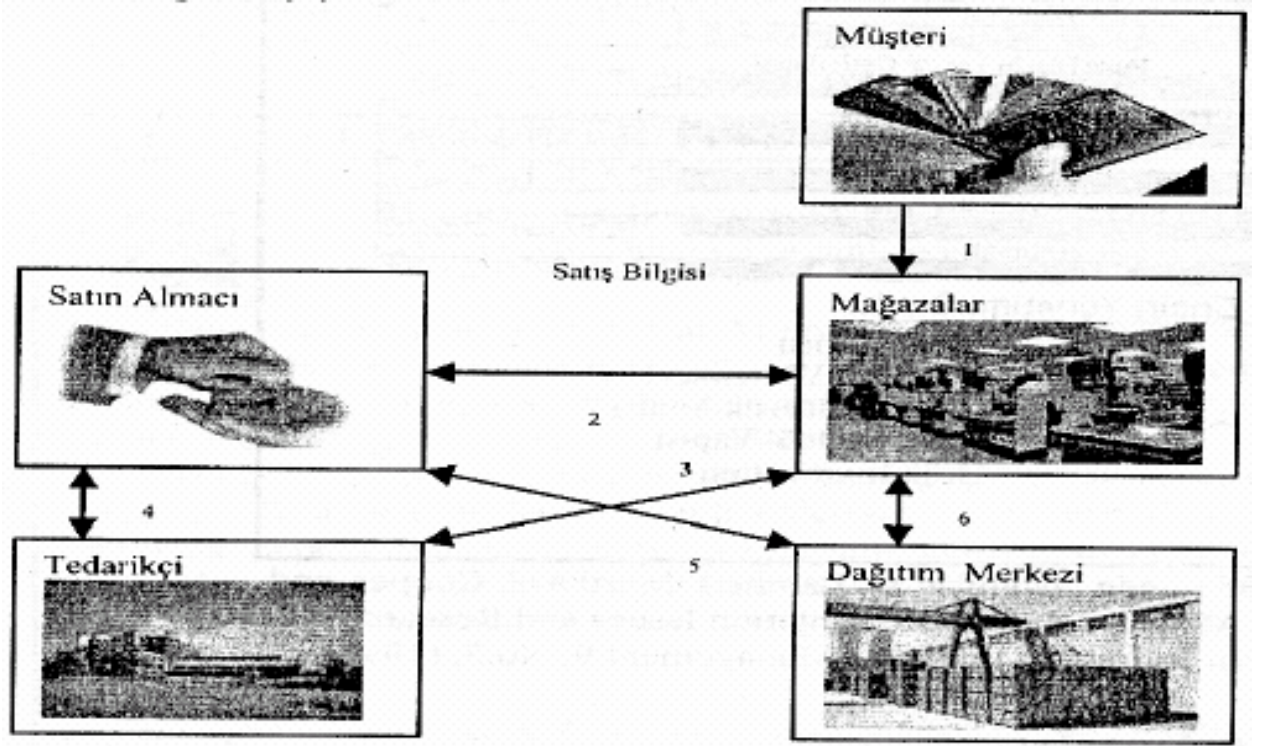 Müşteri
1
Satış Bilgisi
Satın Almacı
Mağazalar
2
3
4
6
5
Tedarikçi
Dağıtım Merkezi